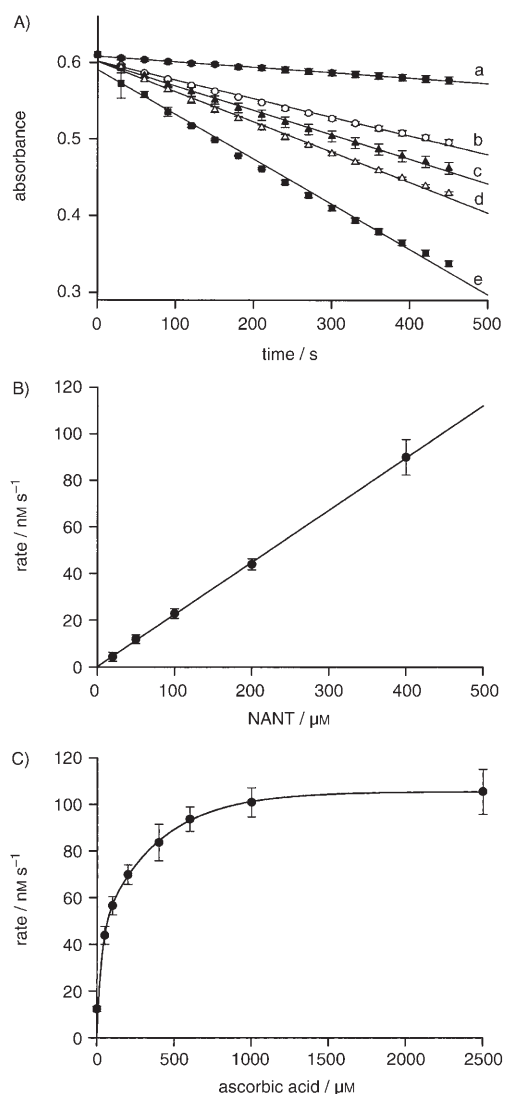 A)
0.6
0.5
0.4
0.3
absorbance
a
b
c
d
e
0 100 200 300 400 500
time / s
B)
120
100
80
60
40
20
0
rate / nM s⁻¹
0 100 200 300 400 500
NANT / µM
C)
120
100
80
60
40
20
0
rate / nM s⁻¹
0 500 1000 1500 2000 2500
ascorbic acid / µM